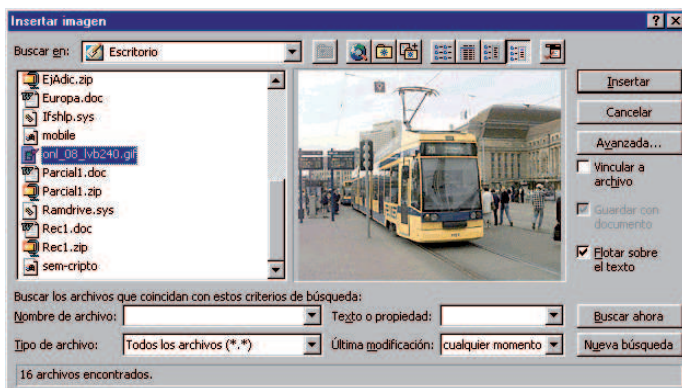 Insertar imagen
Buscar en: Escritorio
EjAdic.zip
Europa.doc
Ifshlp.sys
mobile
onl_08_lvb240.gif
Parcial1.doc
Parcial1.zip
Ramdrive.sys
Rec1.doc
Rec1.zip
sem-cripto
Insertar
Cancelar
Avanzada...
Vincular a
archivo
Guardar con
documento
Flotar sobre
el texto
Buscar los archivos que coincidan con estos criterios de búsqueda:
Nombre de archivo: Texto o propiedad: Buscar ahora
Tipo de archivo: Todos los archivos (*.*) Última modificación: cualquier momento Nueva búsqueda
16 archivos encontrados.